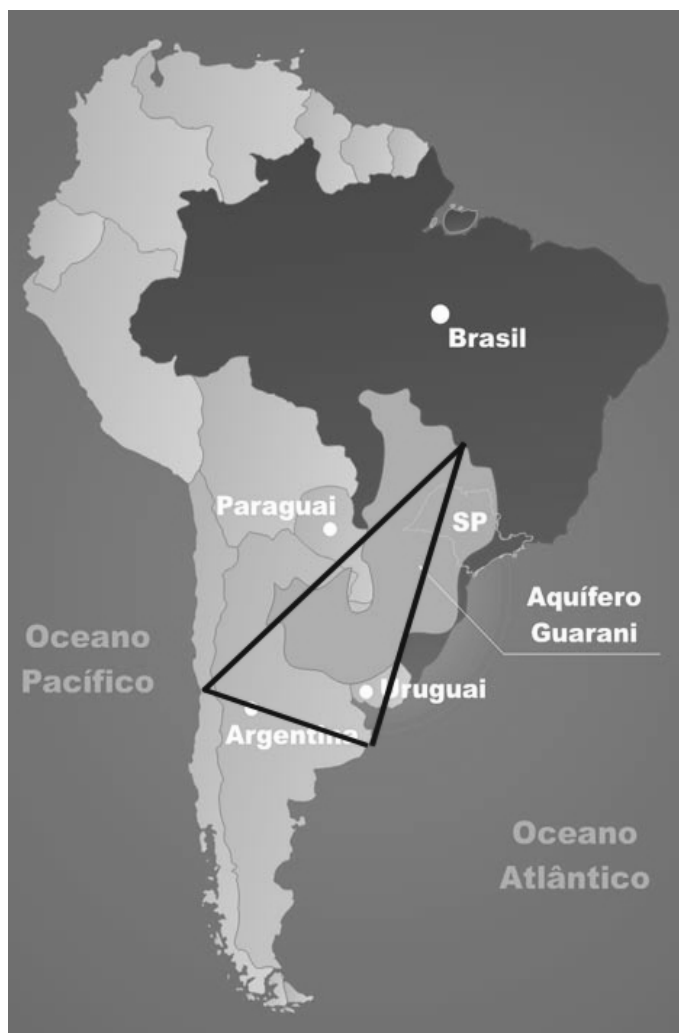 Brasil
Paraguai
SP
Aquífero
Guarani
Oceano
Pacífico
Uruguai
Argentina
Oceano
Atlântico